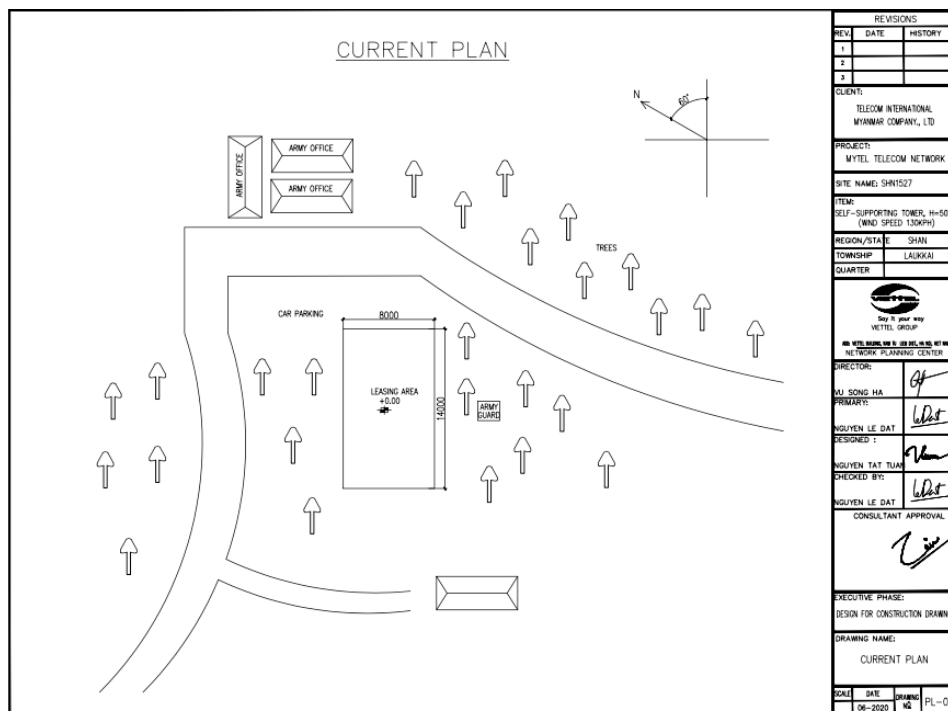 CURRENT PLAN
N
60°
ARMY OFFICE
ARMY OFFICE
ARMY OFFICE
TREES
CAR PARKING
8000
LEASING AREA
+0.00
14000
ARMY
GUARD
REVISIONS
REV. DATE HISTORY
1
2
3
CLIENT:
TELECOM INTERNATIONAL
MYANMAR COMPANY., LTD
PROJECT:
MYTEL TELECOM NETWORK
SITE NAME: SHN1527
ITEM:
SELF-SUPPORTING TOWER, H=50
(WIND SPEED 130KPH)
REGION/STATE SHAN
TOWNSHIP LAUKKAI
QUARTER
VIETTEL
Say it your way
VIETTEL GROUP
NETWORK PLANNING CENTER
DIRECTOR:
VU SONG HA
PRIMARY:
NGUYEN LE DAT
DESIGNED :
NGUYEN TAT TUAN
CHECKED BY:
NGUYEN LE DAT
CONSULTANT APPROVAL
EXECUTIVE PHASE:
DESIGN FOR CONSTRUCTION DRAWIN
DRAWING NAME:
CURRENT PLAN
SCALE DATE DRAWING
06-2020 Nº PL-0